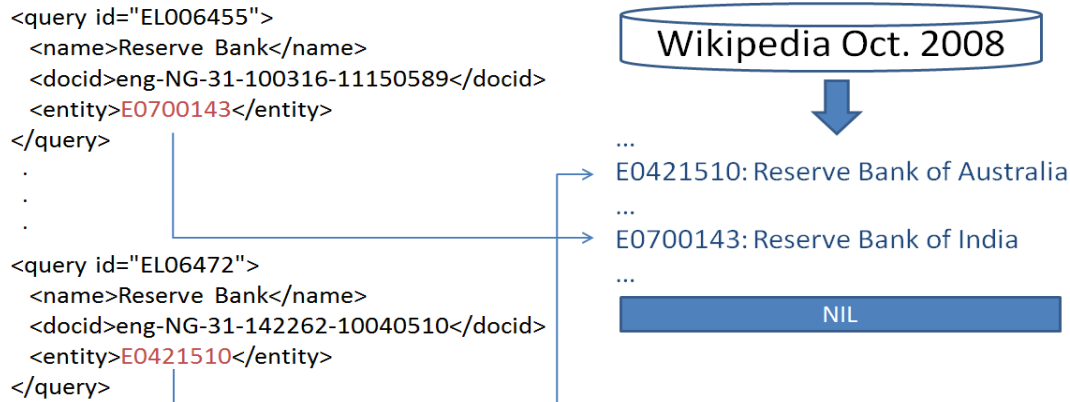 <query id="EL006455">
<name>Reserve Bank</name>
<docid>eng-NG-31-100316-11150589</docid>
<entity>E0700143</entity>
</query>
.
.
.
<query id="EL06472">
<name>Reserve Bank</name>
<docid>eng-NG-31-142262-10040510</docid>
<entity>E0421510</entity>
</query>
Wikipedia Oct. 2008
...
E0421510: Reserve Bank of Australia
...
E0700143: Reserve Bank of India
...
NIL